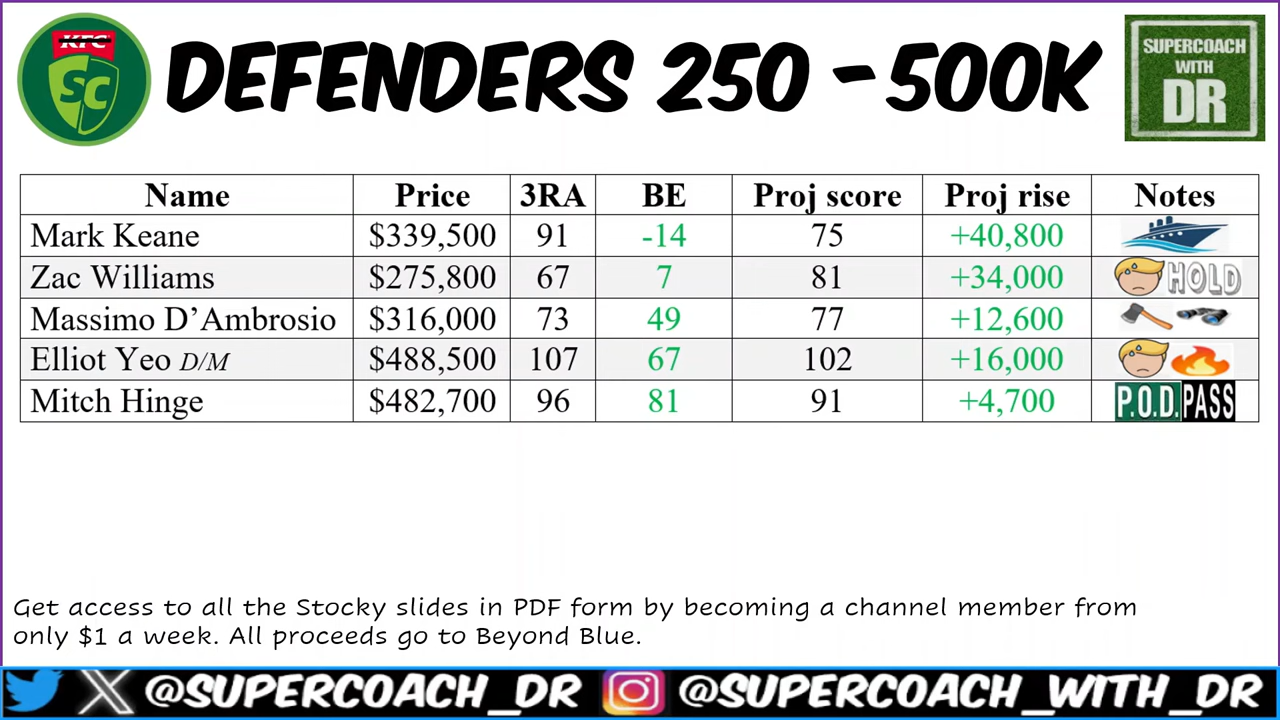 KFC
SC
DEFENDERS 250 - 500K
SUPERCOACH
WITH
DR
Name Price 3RA BE Proj score Proj rise Notes
Mark Keane $339,500 91 -14 75 +40,800
Zac Williams $275,800 67 7 81 +34,000 HOLD
Massimo D’Ambrosio $316,000 73 49 77 +12,600
Elliot Yeo D/M $488,500 107 67 102 +16,000
Mitch Hinge $482,700 96 81 91 +4,700 P.O.D. PASS
Get access to all the Stocky slides in PDF form by becoming a channel member from
only $1 a week. All proceeds go to Beyond Blue.
@SUPERCOACH_DR @SUPERCOACH_WITH_DR